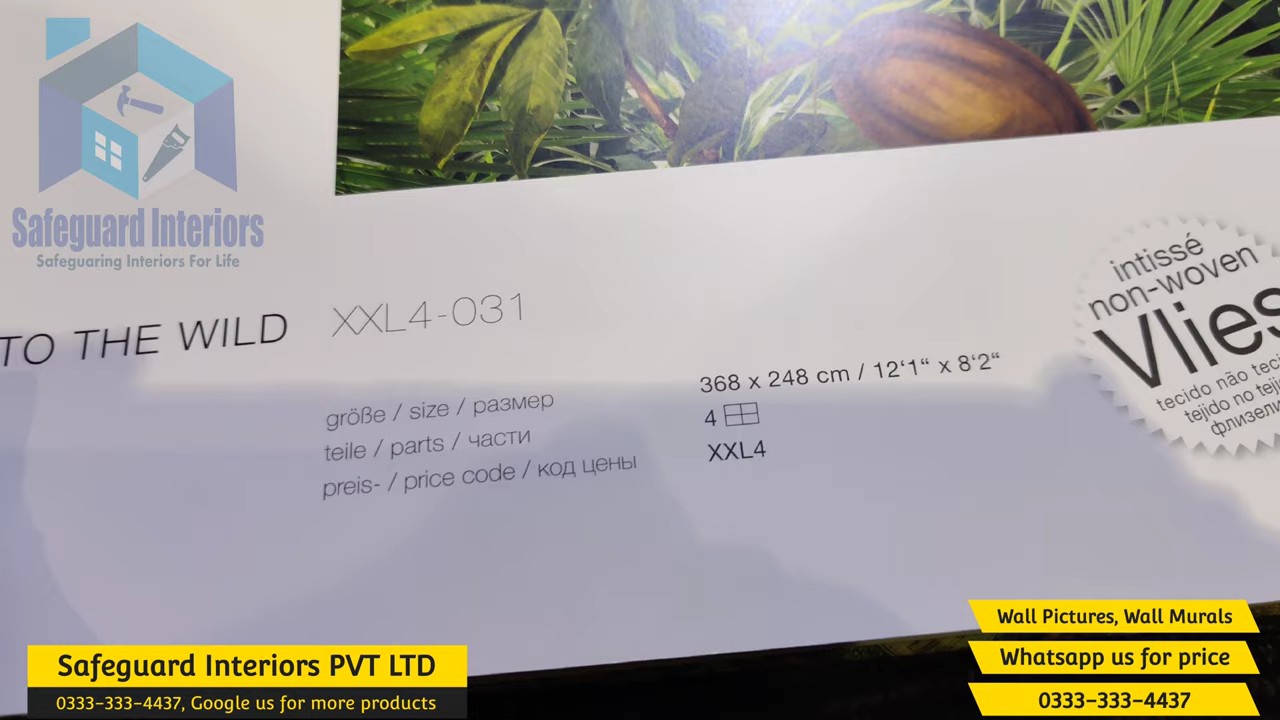 Safeguard Interiors
Safeguaring Interiors For Life
TO THE WILD XXL4-031
größe / size / размер 368 x 248 cm / 12‘1“ x 8‘2“
teile / parts / части 4
preis- / price code / код цены XXL4
intissé
non-woven
Vlies
tecido não
tejido no
Safeguard Interiors PVT LTD
0333-333-4437, Google us for more products
Wall Pictures, Wall Murals
Whatsapp us for price
0333-333-4437